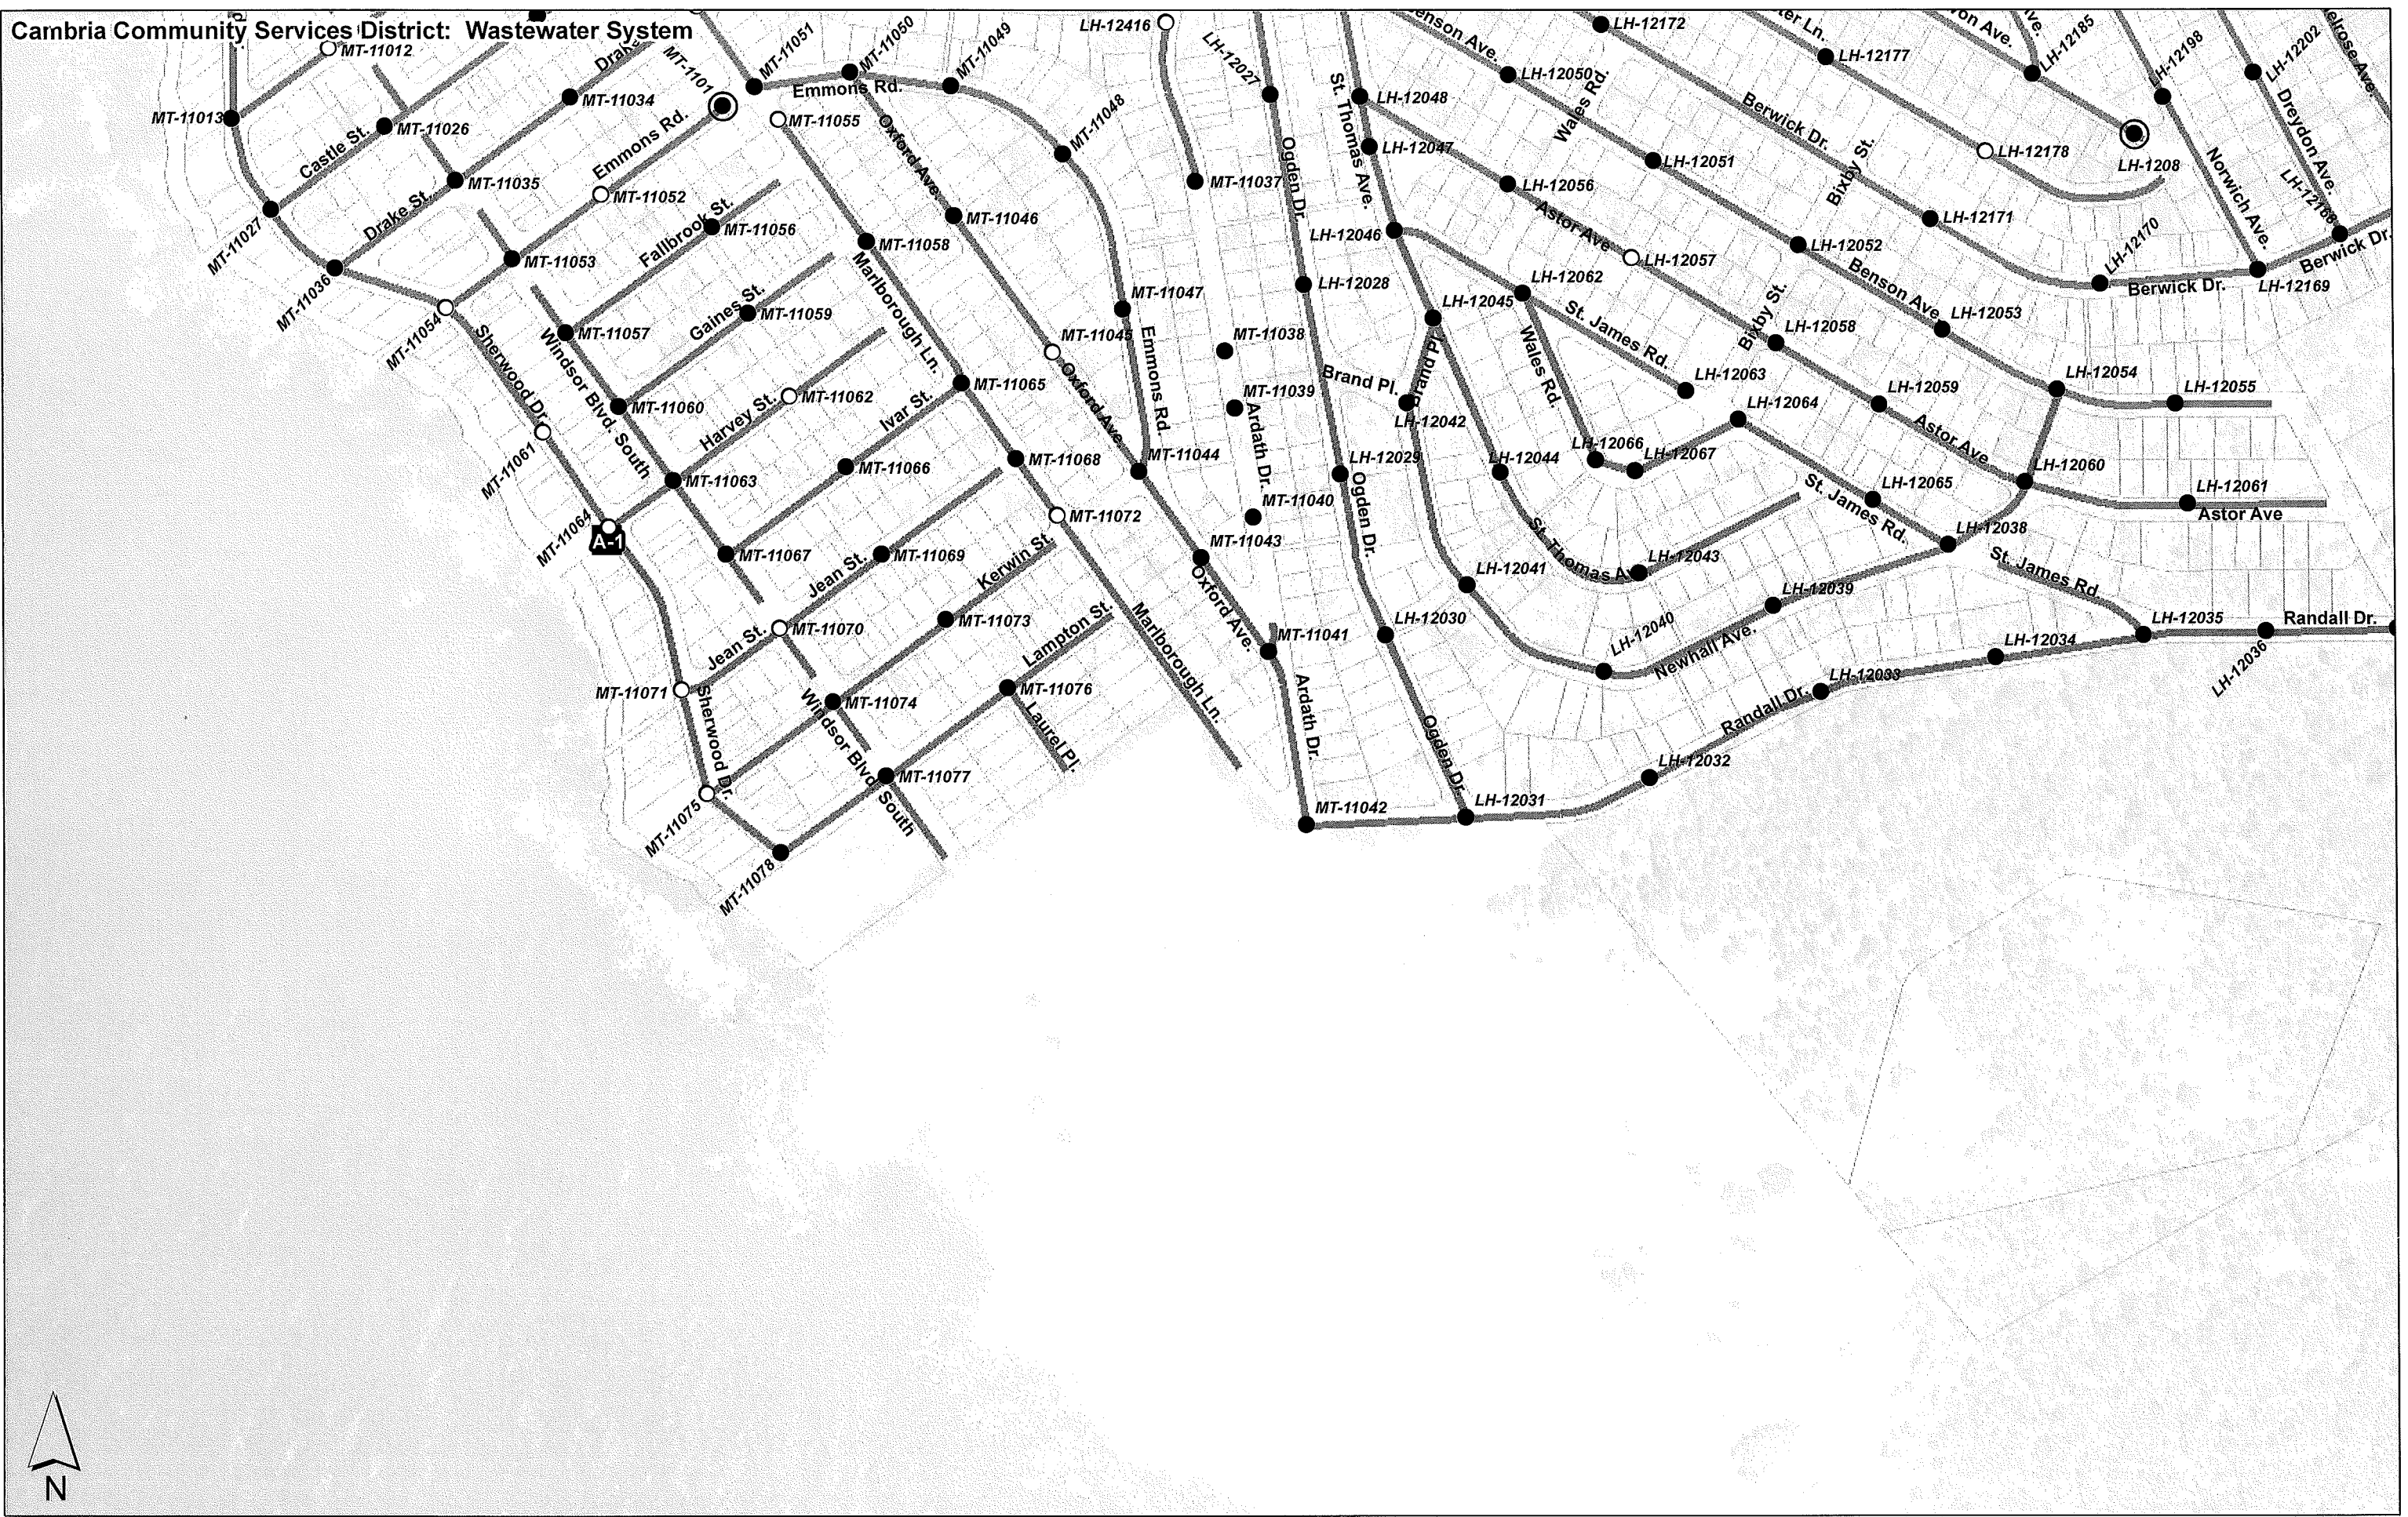 Cambria Community Services District: Wastewater System
MT-11012
MT-11013
MT-11026
MT-11027
Castle St.
MT-11034
MT-11035
MT-11036
Drake St.
Drake
MT-1101
Emmons Rd.
MT-11051
MT-11050
MT-11049
Emmons Rd.
MT-11048
MT-11055
MT-11052
MT-11053
MT-11054
Fallbrook St.
MT-11056
MT-11057
MT-11058
Oxford Ave.
MT-11046
MT-11047
Gaines St.
MT-11059
MT-11060
Marlborough Ln.
Windsor Blvd. South
Sherwood Dr.
MT-11061
Harvey St.
MT-11062
MT-11063
MT-11064
A-1
Ivar St.
MT-11065
MT-11066
MT-11067
MT-11068
MT-11045
Oxford Ave.
Emmons Rd.
MT-11044
Jean St.
MT-11069
MT-11070
Jean St.
MT-11071
Sherwood Dr.
MT-11072
Kerwin St.
MT-11073
MT-11074
MT-11075
Windsor Blvd. South
Lampton St.
MT-11076
Laurel Pl.
MT-11077
MT-11078
Marlborough Ln.
MT-11043
Oxford Ave.
MT-11041
Ardath Dr.
MT-11042
LH-12416
MT-11037
MT-11038
MT-11039
Ardath Dr.
MT-11040
LH-12027
Ogden Dr.
LH-12028
LH-12029
Ogden Dr.
LH-12030
Ogden Dr.
LH-12031
St. Thomas Ave.
LH-12048
LH-12047
LH-12046
LH-12045
Brand Pl.
Brand Pl.
LH-12042
LH-12044
LH-12041
St. Thomas Ave
LH-12043
LH-12040
Newhall Ave.
LH-12039
LH-12038
LH-12032
Randall Dr.
LH-12033
LH-12034
LH-12035
LH-12036
Randall Dr.
St. James Rd.
enson Ave.
LH-12050
Wales Rd.
LH-12051
LH-12052
Benson Ave.
LH-12053
LH-12054
LH-12055
LH-12056
Astor Ave
LH-12057
Bixby St.
LH-12058
LH-12059
Astor Ave
LH-12060
LH-12061
Astor Ave
LH-12062
St. James Rd.
LH-12063
Wales Rd.
LH-12064
LH-12066
LH-12067
LH-12065
St. James Rd.
LH-12172
Berwick Dr.
Bixby St.
LH-12171
LH-12170
Berwick Dr.
LH-12169
Berwick Dr.
ter Ln.
LH-12177
LH-12178
von Ave.
ve.
LH-12185
LH-1208
LH-12198
Norwich Ave.
LH-12202
Dreydon Ave.
LH-12168
elrose Ave.
N